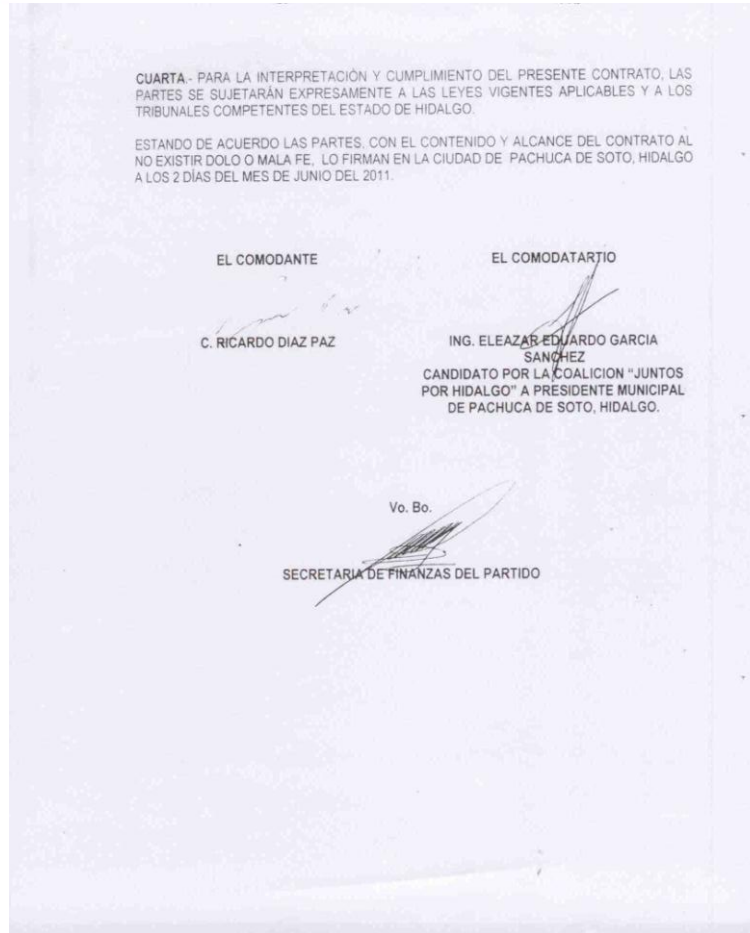 CUARTA.- PARA LA INTERPRETACIÓN Y CUMPLIMIENTO DEL PRESENTE CONTRATO, LAS
PARTES SE SUJETARÁN EXPRESAMENTE A LAS LEYES VIGENTES APLICABLES Y A LOS
TRIBUNALES COMPETENTES DEL ESTADO DE HIDALGO.
ESTANDO DE ACUERDO LAS PARTES, CON EL CONTENIDO Y ALCANCE DEL CONTRATO AL
NO EXISTIR DOLO O MALA FE, LO FIRMAN EN LA CIUDAD DE PACHUCA DE SOTO, HIDALGO
A LOS 2 DÍAS DEL MES DE JUNIO DEL 2011.
EL COMODANTE
C. RICARDO DIAZ PAZ
EL COMODATARTIO
ING. ELEAZAR EDUARDO GARCIA
SANCHEZ
CANDIDATO POR LA COALICION "JUNTOS
POR HIDALGO" A PRESIDENTE MUNICIPAL
DE PACHUCA DE SOTO, HIDALGO.
Vo. Bo.
SECRETARIA DE FINANZAS DEL PARTIDO